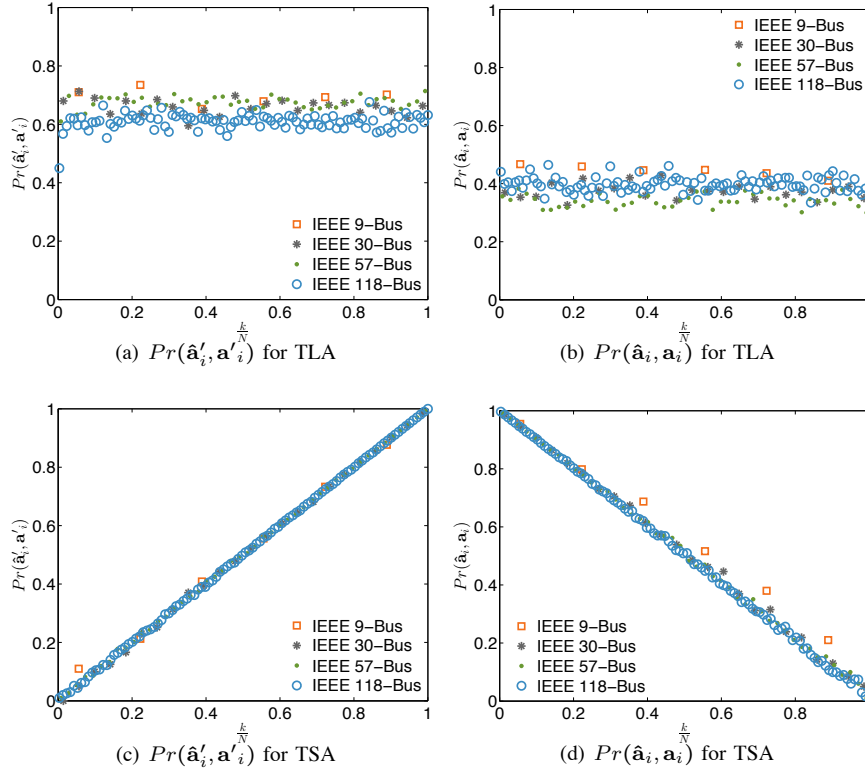 1
0.8
0.6
0.4
0.2
0
0 0.2 0.4 0.6 0.8 1
Pr(â′ᵢ, a′ᵢ)
k/N
IEEE 9−Bus
IEEE 30−Bus
IEEE 57−Bus
IEEE 118−Bus
(a) Pr(â′ᵢ, a′ᵢ) for TLA
1
0.8
0.6
0.4
0.2
0
0 0.2 0.4 0.6 0.8
Pr(âᵢ, aᵢ)
k/N
IEEE 9−Bus
IEEE 30−Bus
IEEE 57−Bus
IEEE 118−Bus
(b) Pr(âᵢ, aᵢ) for TLA
1
0.8
0.6
0.4
0.2
0
0 0.2 0.4 0.6 0.8 1
Pr(â′ᵢ, a′ᵢ)
k/N
IEEE 9−Bus
IEEE 30−Bus
IEEE 57−Bus
IEEE 118−Bus
(c) Pr(â′ᵢ, a′ᵢ) for TSA
1
0.8
0.6
0.4
0.2
0
0 0.2 0.4 0.6 0.8
Pr(âᵢ, aᵢ)
k/N
IEEE 9−Bus
IEEE 30−Bus
IEEE 57−Bus
IEEE 118−Bus
(d) Pr(âᵢ, aᵢ) for TSA